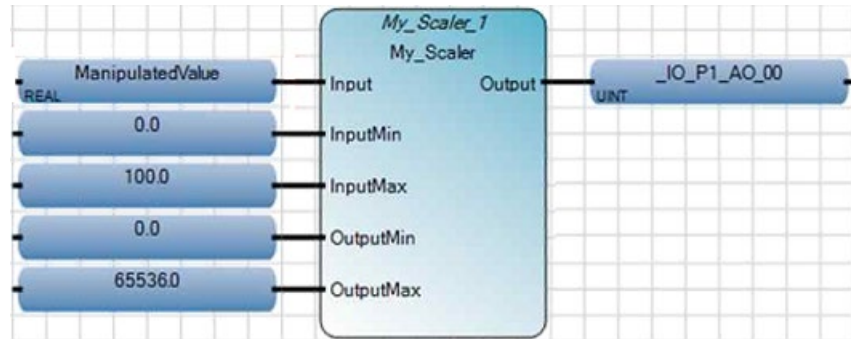 My_Scaler_1
My_Scaler
ManipulatedValue
REAL
Input
Output
_IO_P1_AO_00
UINT
0.0
InputMin
100.0
InputMax
0.0
OutputMin
65536.0
OutputMax